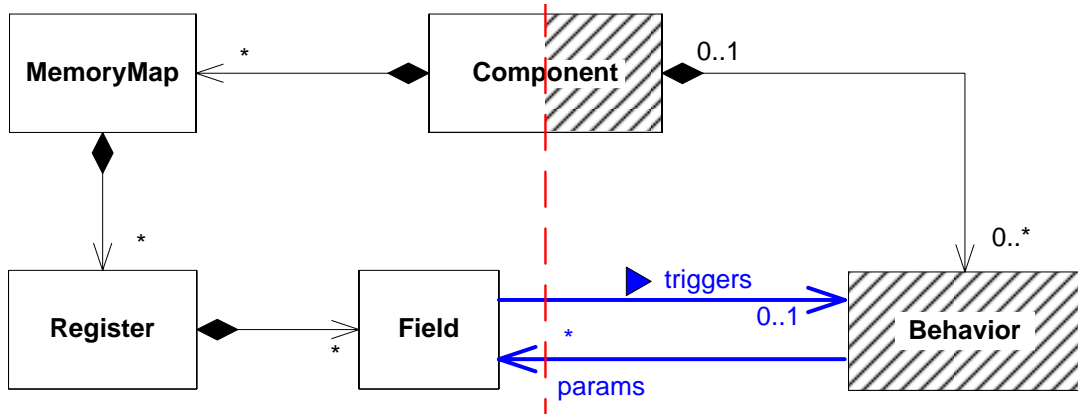 *
0..1
MemoryMap
Component
*
0..*
triggers
0..1
Register
Field
*
Behavior
*
params